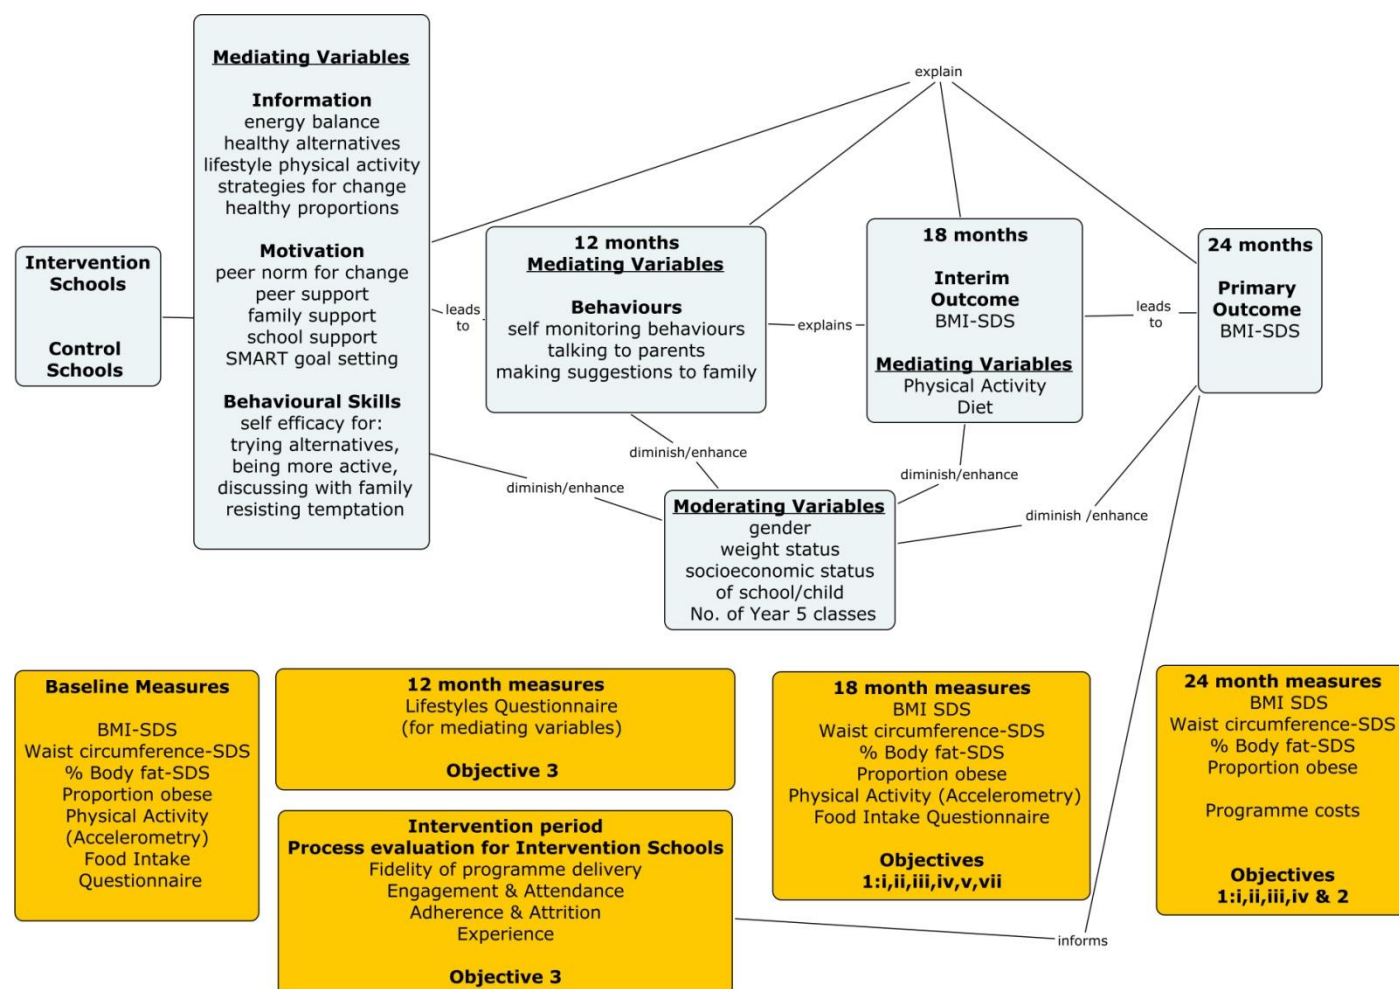 Mediating Variables
Information
energy balance
healthy alternatives
lifestyle physical activity
strategies for change
healthy proportions
Motivation
peer norm for change
peer support
family support
school support
SMART goal setting
Behavioural Skills
self efficacy for:
trying alternatives,
being more active,
discussing with family
resisting temptation
Intervention
Schools
Control
Schools
explain
leads
to
12 months
Mediating Variables
Behaviours
self monitoring behaviours
talking to parents
making suggestions to family
explains
18 months
Interim
Outcome
BMI-SDS
Mediating Variables
Physical Activity
Diet
leads
to
24 months
Primary
Outcome
BMI-SDS
diminish/enhance
diminish/enhance
diminish/enhance
diminish /enhance
Moderating Variables
gender
weight status
socioeconomic status
of school/child
No. of Year 5 classes
Baseline Measures
BMI-SDS
Waist circumference-SDS
% Body fat-SDS
Proportion obese
Physical Activity
(Accelerometry)
Food Intake
Questionnaire
12 month measures
Lifestyles Questionnaire
(for mediating variables)
Objective 3
Intervention period
Process evaluation for Intervention Schools
Fidelity of programme delivery
Engagement & Attendance
Adherence & Attrition
Experience
Objective 3
informs
18 month measures
BMI SDS
Waist circumference-SDS
% Body fat-SDS
Proportion obese
Physical Activity (Accelerometry)
Food Intake Questionnaire
Objectives
1:i,ii,iii,iv,v,vii
24 month measures
BMI SDS
Waist circumference-SDS
% Body fat-SDS
Proportion obese
Programme costs
Objectives
1:i,ii,iii,iv & 2